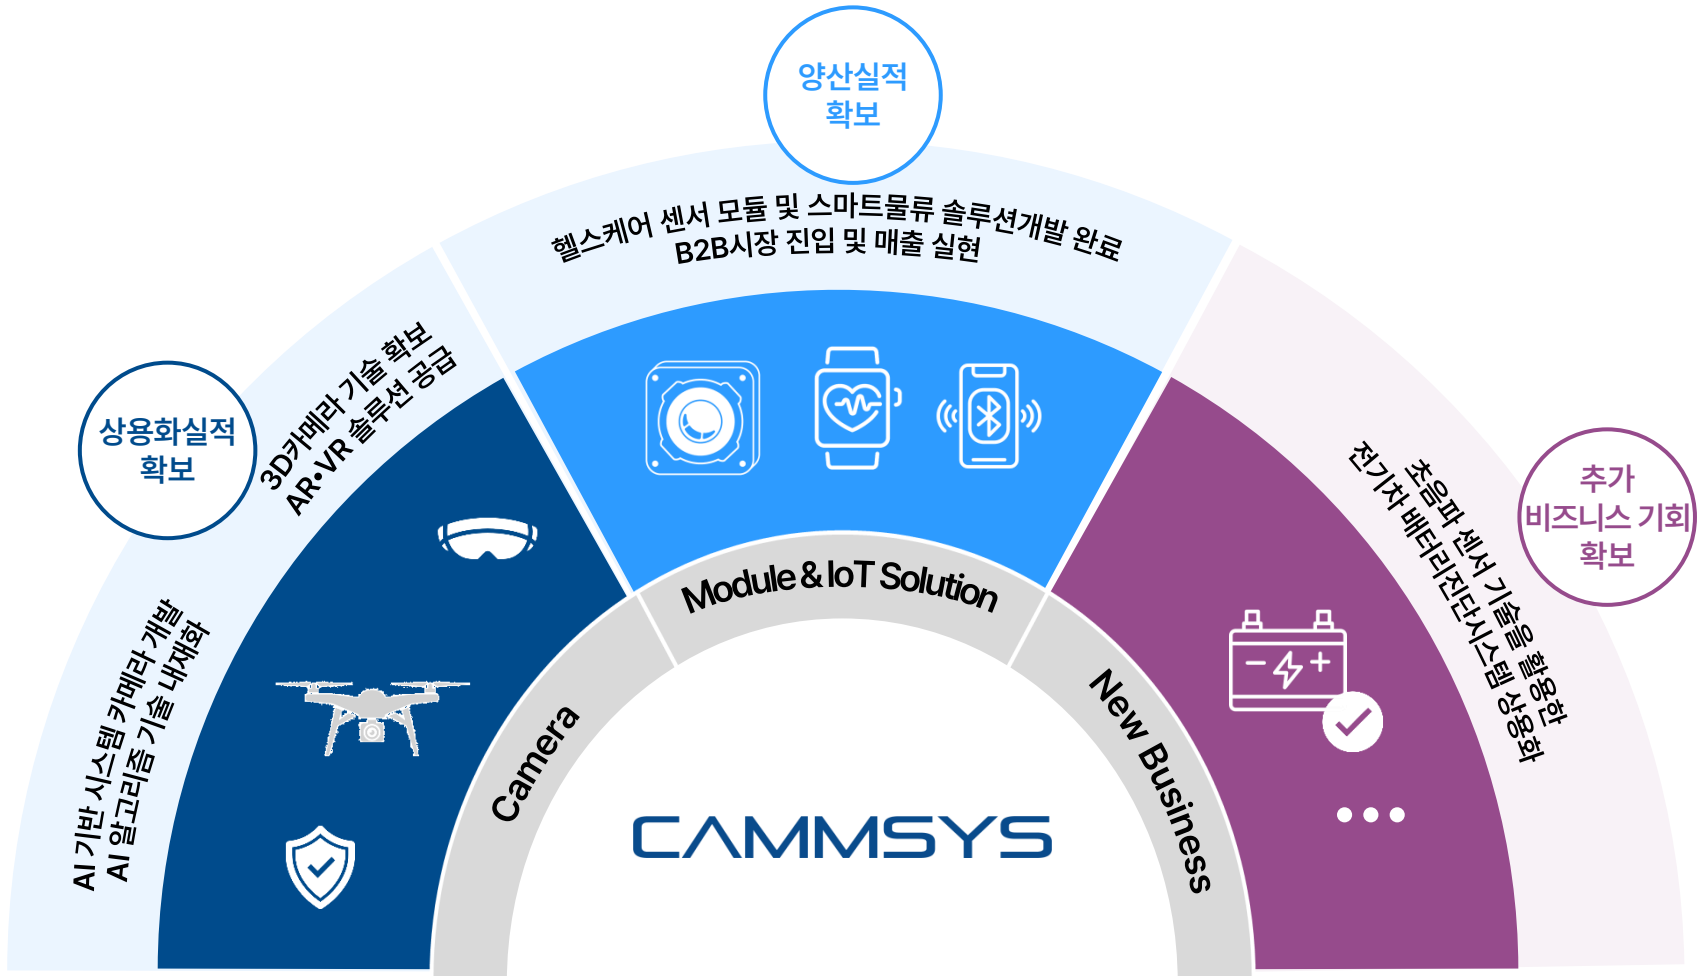 양산실적
확보
헬스케어 센서 모듈 및 스마트물류 솔루션개발 완료
B2B시장 진입 및 매출 실현
상용화실적
확보
3D카메라 기술 확보
AR•VR 솔루션 공급
AI 기반 시스템 카메라 개발
AI 알고리즘 기술 내재화
추가
비즈니스 기회
확보
초음파 센서 기술을 활용한
전기차 배터리진단시스템 상용화
Camera
Module & IoT Solution
New Business
CAMMSYS